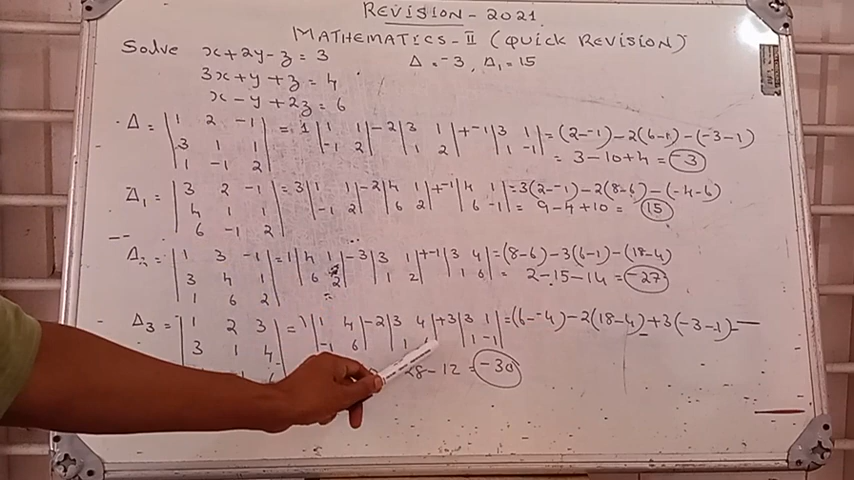 REVISION - 2021
MATHEMATICS-II (QUICK REVISION)
Solve x+2y-z = 3
Δ = -3, Δ₁ = 15
3x+y+z = 4
x-y+2z = 6
Δ = | 1 2 -1 | = 1 | 1 1 | -2 | 3 1 | +-1 | 3 1 | = (2--1)-2(6-1)-(-3-1)
| 3 1 1 | | -1 2 | | 1 2 | | 1 -1 | = 3-10+4 = -3
| 1 -1 2 |
Δ₁ = | 3 2 -1 | = 3 | 1 1 | -2 | 4 1 | +-1 | 4 1 | = 3(2--1)-2(8-6)-(-4-6)
| 4 1 1 | | -1 2 | | 6 2 | | 6 -1 | = 9-4+10 = 15
| 6 -1 2 |
Δ₂ = | 1 3 -1 | = 1 | 4 1 | -3 | 3 1 | +-1 | 3 4 | = (8-6)-3(6-1)-(18-4)
| 3 4 1 | | 6 2 | | 1 2 | | 1 6 | = 2-15-14 = -27
| 1 6 2 |
Δ₃ = | 1 2 3 | = 1 | 1 4 | -2 | 3 4 | +3 | 3 1 | = (6--4)-2(18-4)+3(-3-1)
| 3 1 4 | | -1 6 | | 1 | | 1 -1 |
28-12 = -30